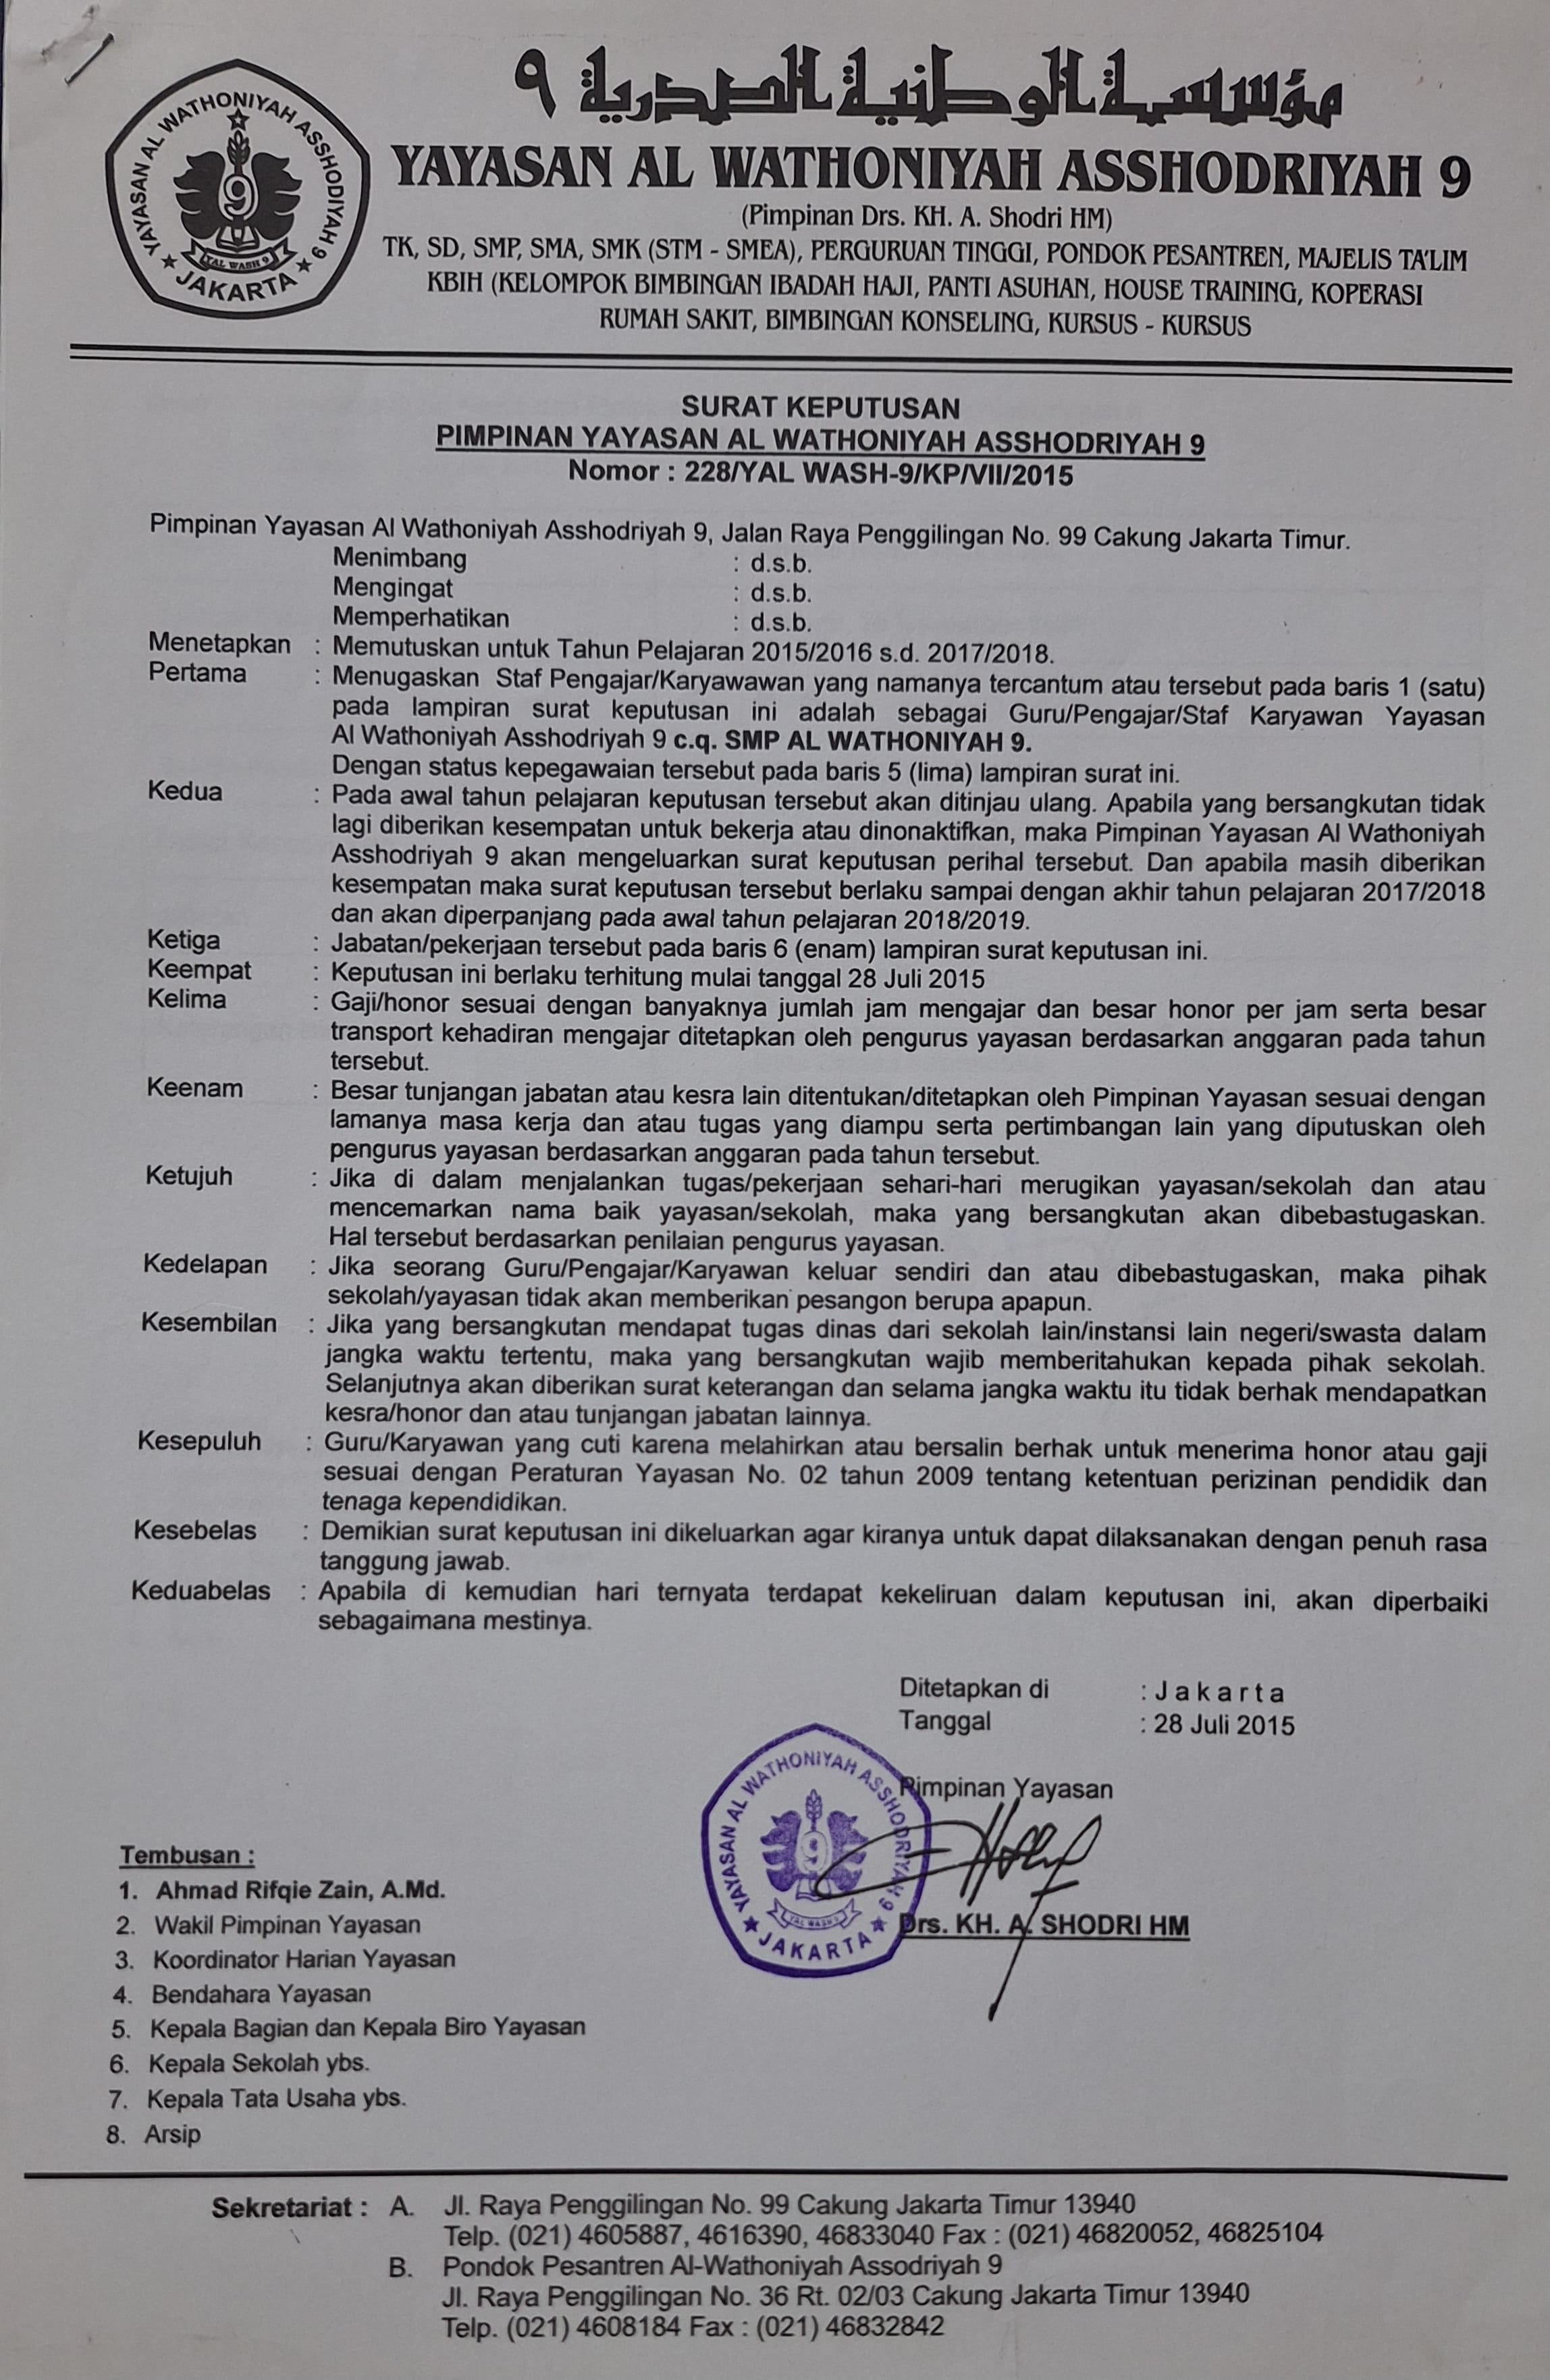 مؤسسة الوطنية الصدرية ٩
YAYASAN AL WATHONIYAH ASSHODRIYAH 9
(Pimpinan Drs. KH. A. Shodri HM)
TK, SD, SMP, SMA, SMK (STM - SMEA), PERGURUAN TINGGI, PONDOK PESANTREN, MAJELIS TA'LIM
KBIH (KELOMPOK BIMBINGAN IBADAH HAJI, PANTI ASUHAN, HOUSE TRAINING, KOPERASI
RUMAH SAKIT, BIMBINGAN KONSELING, KURSUS - KURSUS
YAYASAN AL WATHONIYAH ASSHODIYAH 9
9
YAL WASH 9
JAKARTA
SURAT KEPUTUSAN
PIMPINAN YAYASAN AL WATHONIYAH ASSHODRIYAH 9
Nomor : 228/YAL WASH-9/KP/VII/2015
Pimpinan Yayasan Al Wathoniyah Asshodriyah 9, Jalan Raya Penggilingan No. 99 Cakung Jakarta Timur.
Menimbang : d.s.b.
Mengingat : d.s.b.
Memperhatikan : d.s.b.
Menetapkan : Memutuskan untuk Tahun Pelajaran 2015/2016 s.d. 2017/2018.
Pertama : Menugaskan Staf Pengajar/Karyawawan yang namanya tercantum atau tersebut pada baris 1 (satu)
pada lampiran surat keputusan ini adalah sebagai Guru/Pengajar/Staf Karyawan Yayasan
Al Wathoniyah Asshodriyah 9 c.q. SMP AL WATHONIYAH 9.
Dengan status kepegawaian tersebut pada baris 5 (lima) lampiran surat ini.
Kedua : Pada awal tahun pelajaran keputusan tersebut akan ditinjau ulang. Apabila yang bersangkutan tidak
lagi diberikan kesempatan untuk bekerja atau dinonaktifkan, maka Pimpinan Yayasan Al Wathoniyah
Asshodriyah 9 akan mengeluarkan surat keputusan perihal tersebut. Dan apabila masih diberikan
kesempatan maka surat keputusan tersebut berlaku sampai dengan akhir tahun pelajaran 2017/2018
dan akan diperpanjang pada awal tahun pelajaran 2018/2019.
Ketiga : Jabatan/pekerjaan tersebut pada baris 6 (enam) lampiran surat keputusan ini.
Keempat : Keputusan ini berlaku terhitung mulai tanggal 28 Juli 2015
Kelima : Gaji/honor sesuai dengan banyaknya jumlah jam mengajar dan besar honor per jam serta besar
transport kehadiran mengajar ditetapkan oleh pengurus yayasan berdasarkan anggaran pada tahun
tersebut.
Keenam : Besar tunjangan jabatan atau kesra lain ditentukan/ditetapkan oleh Pimpinan Yayasan sesuai dengan
lamanya masa kerja dan atau tugas yang diampu serta pertimbangan lain yang diputuskan oleh
pengurus yayasan berdasarkan anggaran pada tahun tersebut.
Ketujuh : Jika di dalam menjalankan tugas/pekerjaan sehari-hari merugikan yayasan/sekolah dan atau
mencemarkan nama baik yayasan/sekolah, maka yang bersangkutan akan dibebastugaskan.
Hal tersebut berdasarkan penilaian pengurus yayasan.
Kedelapan : Jika seorang Guru/Pengajar/Karyawan keluar sendiri dan atau dibebastugaskan, maka pihak
sekolah/yayasan tidak akan memberikan pesangon berupa apapun.
Kesembilan : Jika yang bersangkutan mendapat tugas dinas dari sekolah lain/instansi lain negeri/swasta dalam
jangka waktu tertentu, maka yang bersangkutan wajib memberitahukan kepada pihak sekolah.
Selanjutnya akan diberikan surat keterangan dan selama jangka waktu itu tidak berhak mendapatkan
kesra/honor dan atau tunjangan jabatan lainnya.
Kesepuluh : Guru/Karyawan yang cuti karena melahirkan atau bersalin berhak untuk menerima honor atau gaji
sesuai dengan Peraturan Yayasan No. 02 tahun 2009 tentang ketentuan perizinan pendidik dan
tenaga kependidikan.
Kesebelas : Demikian surat keputusan ini dikeluarkan agar kiranya untuk dapat dilaksanakan dengan penuh rasa
tanggung jawab.
Keduabelas : Apabila di kemudian hari ternyata terdapat kekeliruan dalam keputusan ini, akan diperbaiki
sebagaimana mestinya.
Ditetapkan di : J a k a r t a
Tanggal : 28 Juli 2015
Pimpinan Yayasan
YAYASAN AL WATHONIYAH ASSHODRIYAH 9
9
YAL WASH 9
JAKARTA
Drs. KH. A. SHODRI HM
Tembusan :
1. Ahmad Rifqie Zain, A.Md.
2. Wakil Pimpinan Yayasan
3. Koordinator Harian Yayasan
4. Bendahara Yayasan
5. Kepala Bagian dan Kepala Biro Yayasan
6. Kepala Sekolah ybs.
7. Kepala Tata Usaha ybs.
8. Arsip
Sekretariat : A. Jl. Raya Penggilingan No. 99 Cakung Jakarta Timur 13940
Telp. (021) 4605887, 4616390, 46833040 Fax : (021) 46820052, 46825104
B. Pondok Pesantren Al-Wathoniyah Assodriyah 9
Jl. Raya Penggilingan No. 36 Rt. 02/03 Cakung Jakarta Timur 13940
Telp. (021) 4608184 Fax : (021) 46832842